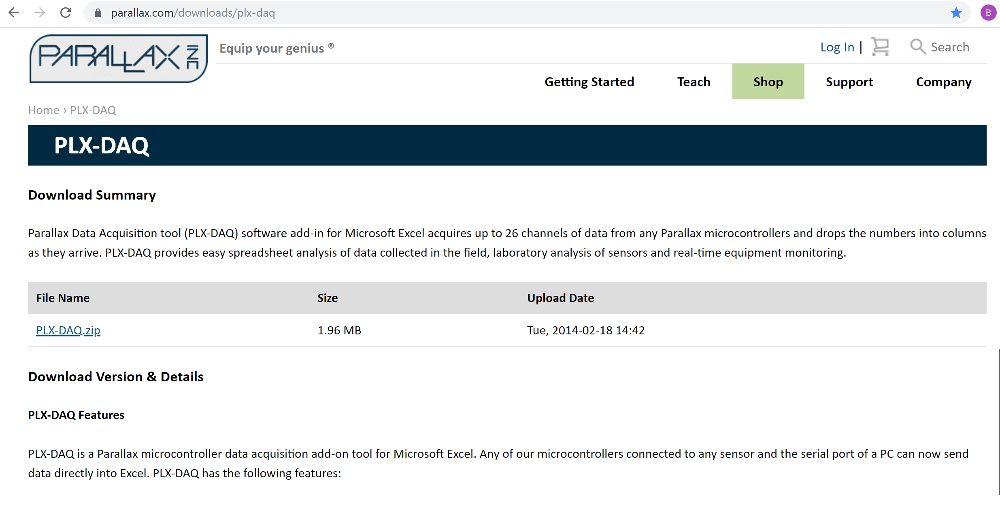 parallax.com/downloads/plx-daq
B
PARALLAX INC
Equip your genius ®
Log In |
Search
Getting Started
Teach
Shop
Support
Company
Home › PLX-DAQ
PLX-DAQ
Download Summary
Parallax Data Acquisition tool (PLX-DAQ) software add-in for Microsoft Excel acquires up to 26 channels of data from any Parallax microcontrollers and drops the numbers into columns
as they arrive. PLX-DAQ provides easy spreadsheet analysis of data collected in the field, laboratory analysis of sensors and real-time equipment monitoring.
File Name Size Upload Date
PLX-DAQ.zip 1.96 MB Tue, 2014-02-18 14:42
Download Version & Details
PLX-DAQ Features
PLX-DAQ is a Parallax microcontroller data acquisition add-on tool for Microsoft Excel. Any of our microcontrollers connected to any sensor and the serial port of a PC can now send
data directly into Excel. PLX-DAQ has the following features: